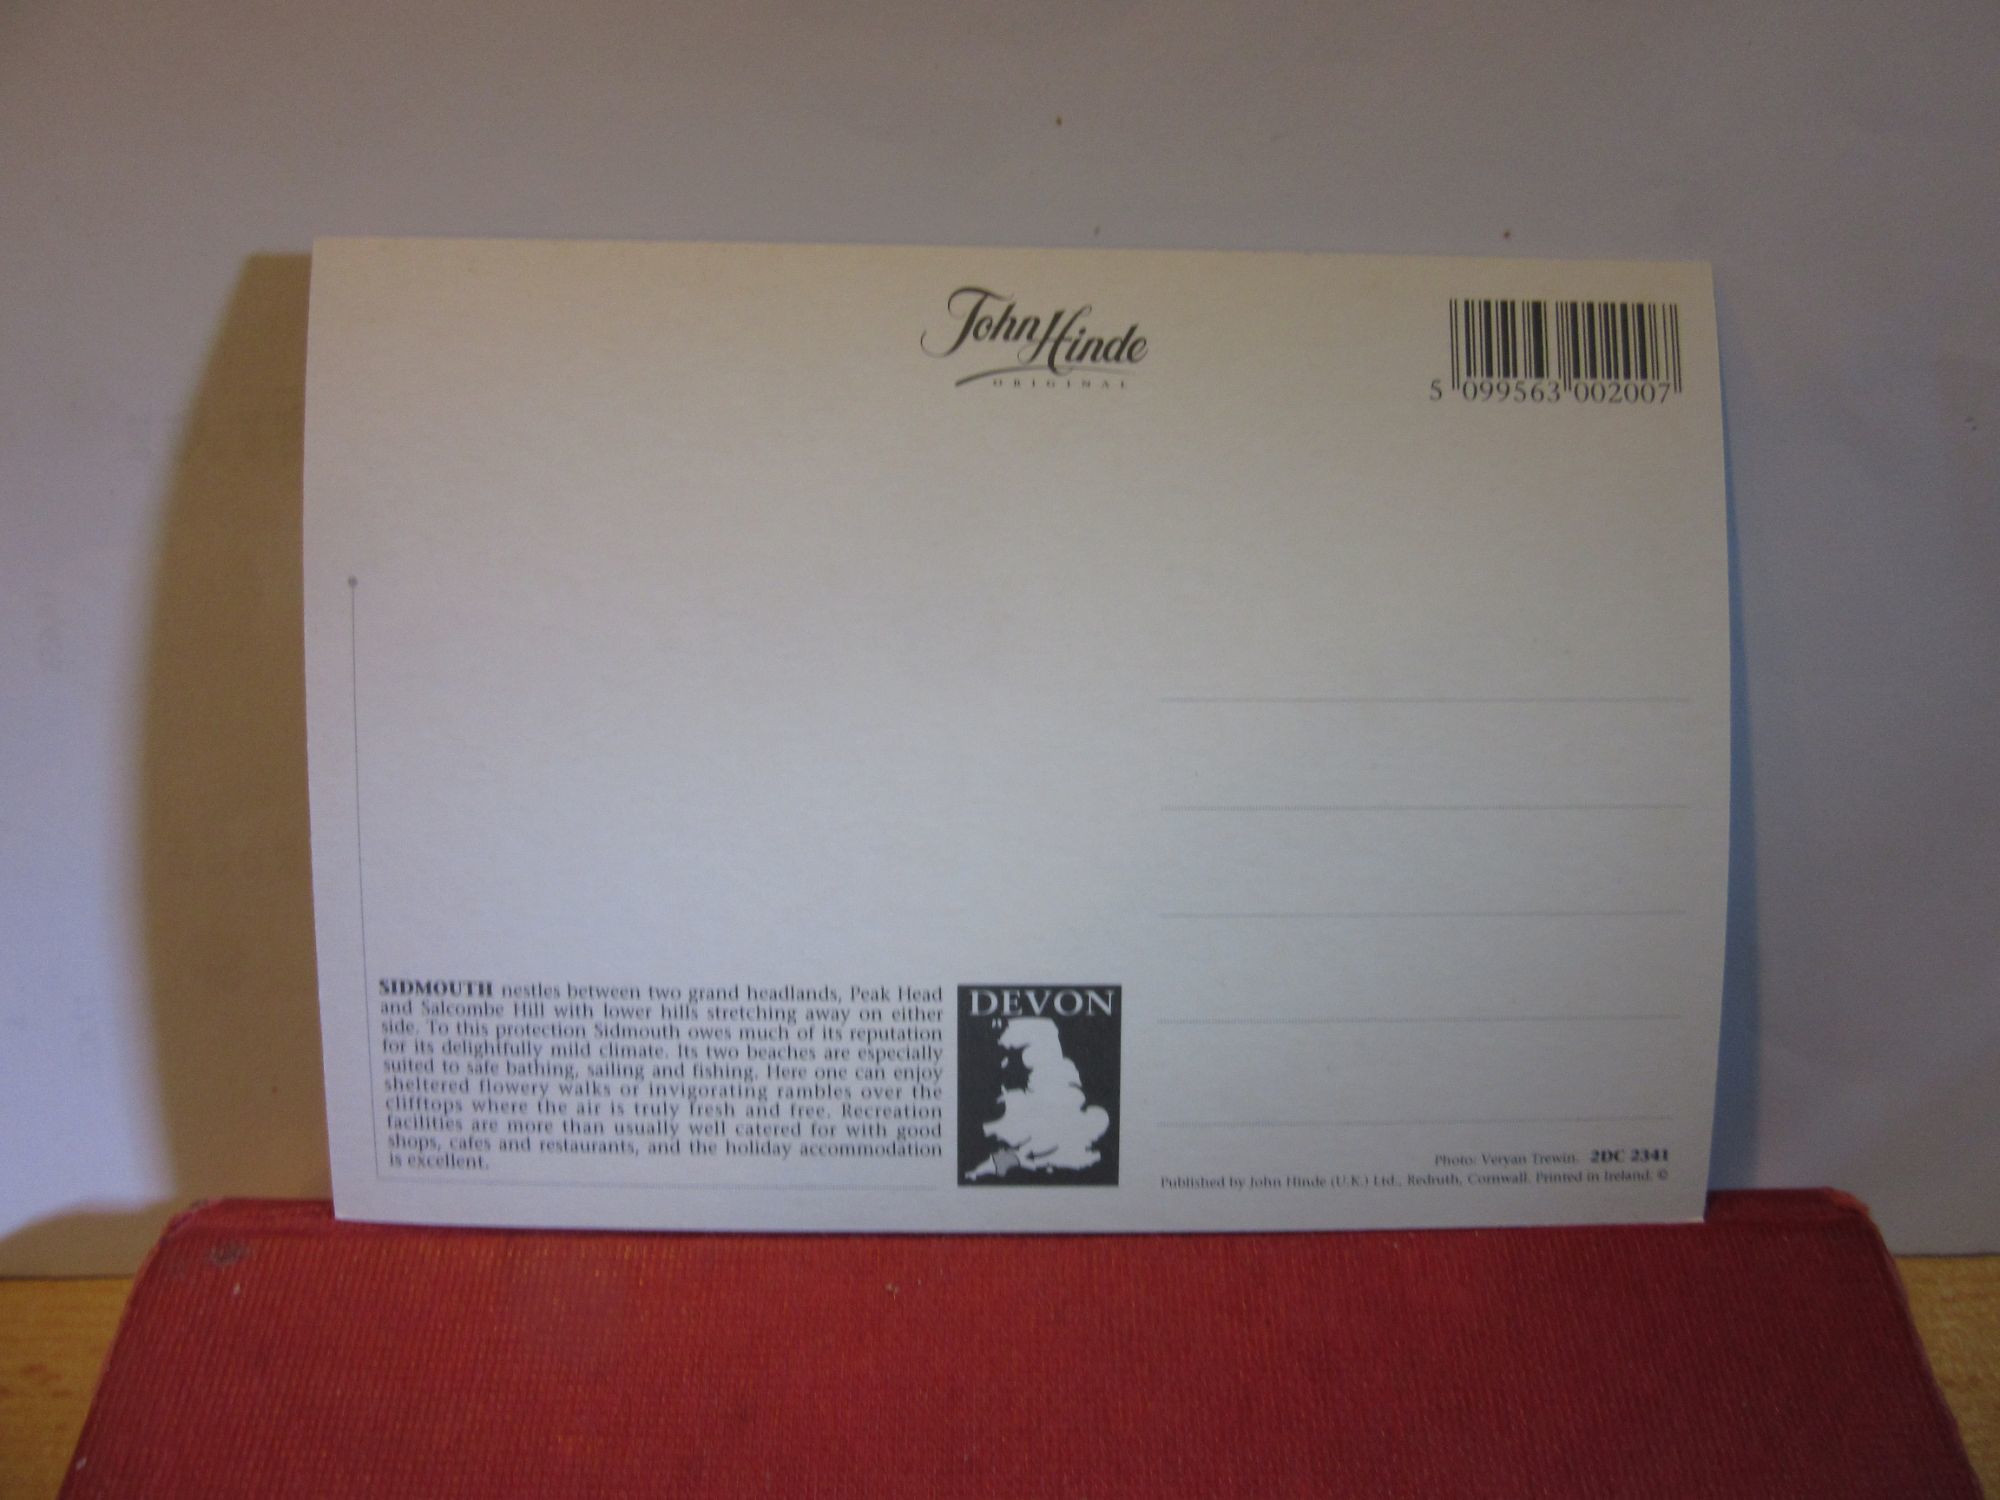 John Hinde
ORIGINAL
5 099563 002007
SIDMOUTH nestles between two grand headlands, Peak Head
and Salcombe Hill with lower hills stretching away on either
side. To this protection Sidmouth owes much of its reputation
for its delightfully mild climate. Its two beaches are especially
suited to safe bathing, sailing and fishing. Here one can enjoy
sheltered flowery walks or invigorating rambles over the
clifftops where the air is truly fresh and free. Recreation
facilities are more than usually well catered for with good
shops, cafes and restaurants, and the holiday accommodation
is excellent.
DEVON
Photo: Veryan Trewin. 2DC 2341
Published by John Hinde (U.K.) Ltd., Redruth, Cornwall. Printed in Ireland. ©